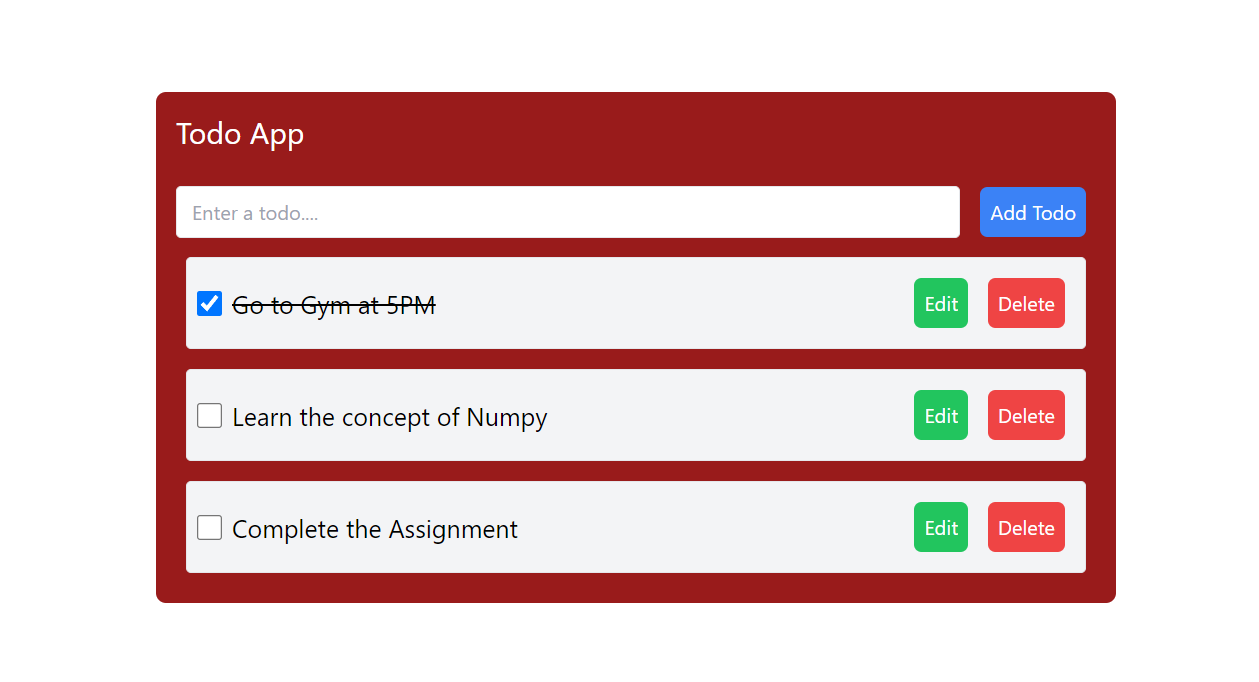 Todo App
Enter a todo....
Add Todo
Go to Gym at 5PM
Edit
Delete
Learn the concept of Numpy
Edit
Delete
Complete the Assignment
Edit
Delete